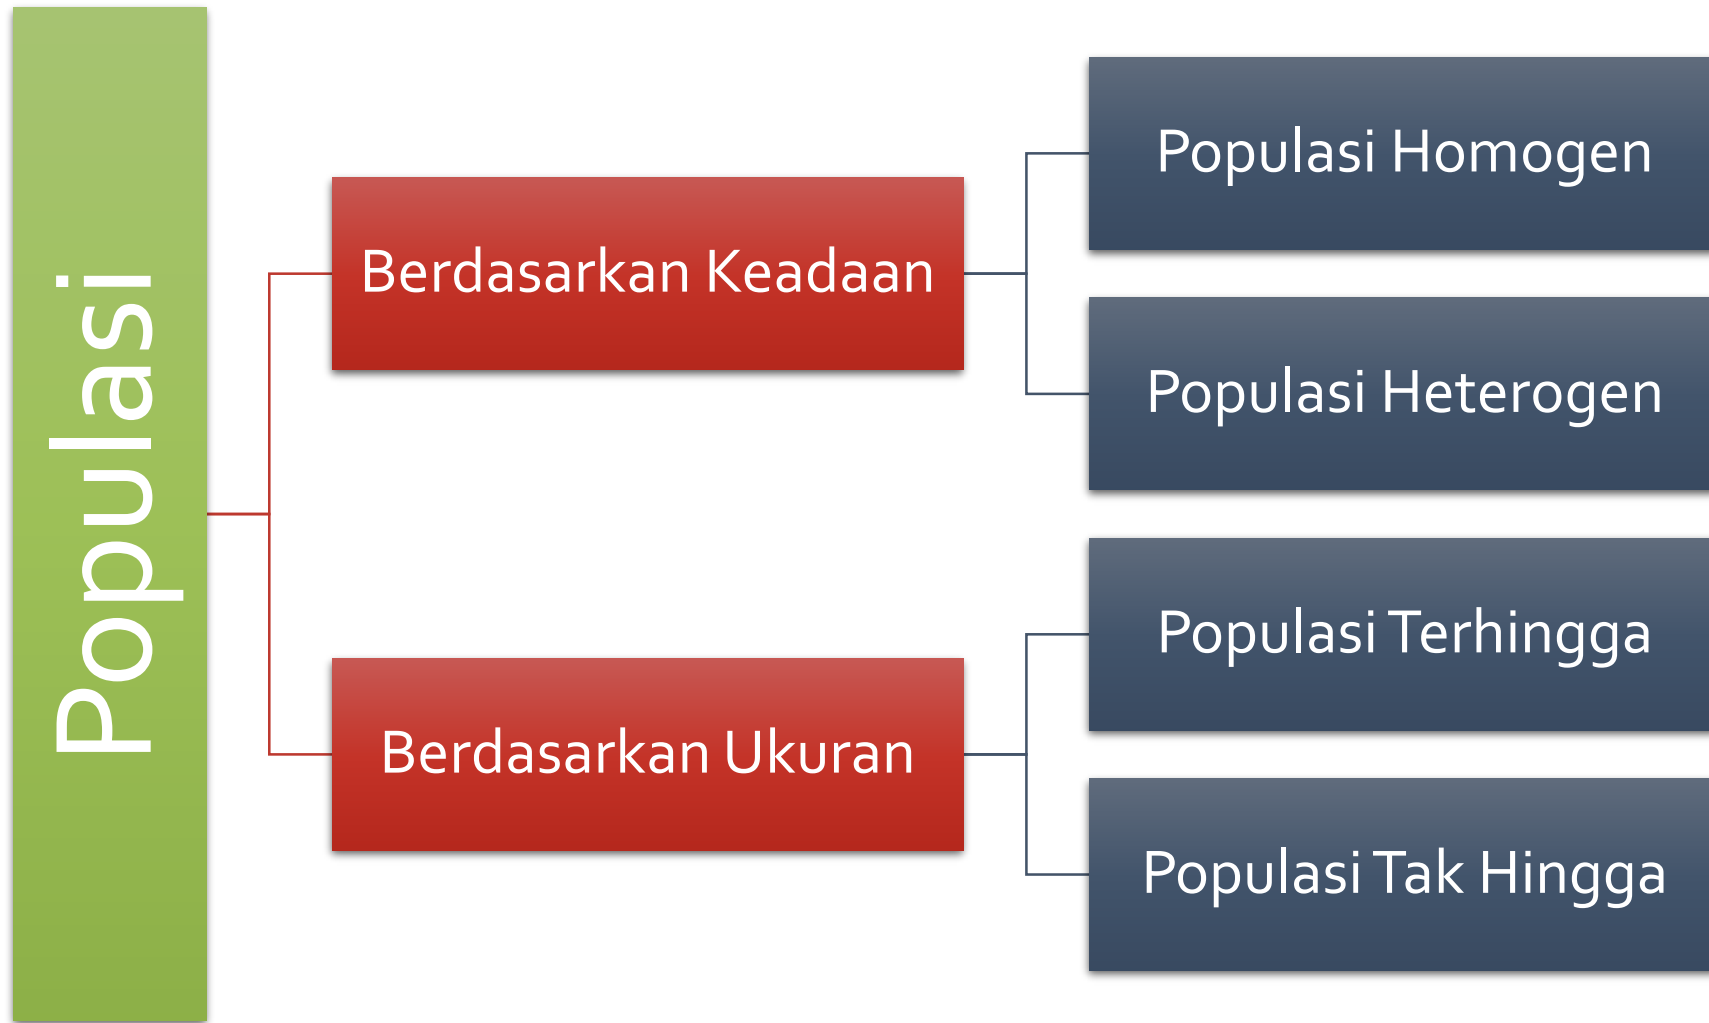 Populasi
Berdasarkan Keadaan
Populasi Homogen
Populasi Heterogen
Berdasarkan Ukuran
Populasi Terhingga
Populasi Tak Hingga